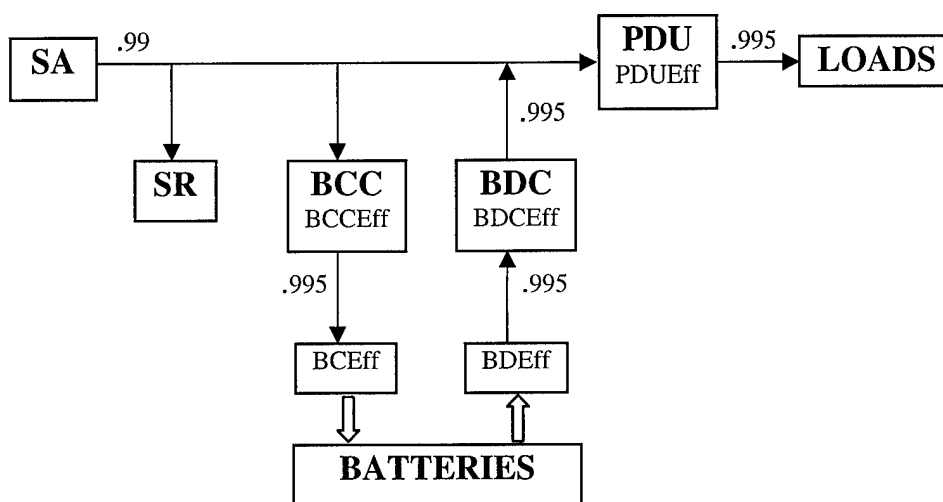 SA
.99
PDU
PDUEff
.995
LOADS
SR
BCC
BCCEff
.995
BDC
BDCEff
.995
.995
BCEff
BDEff
BATTERIES